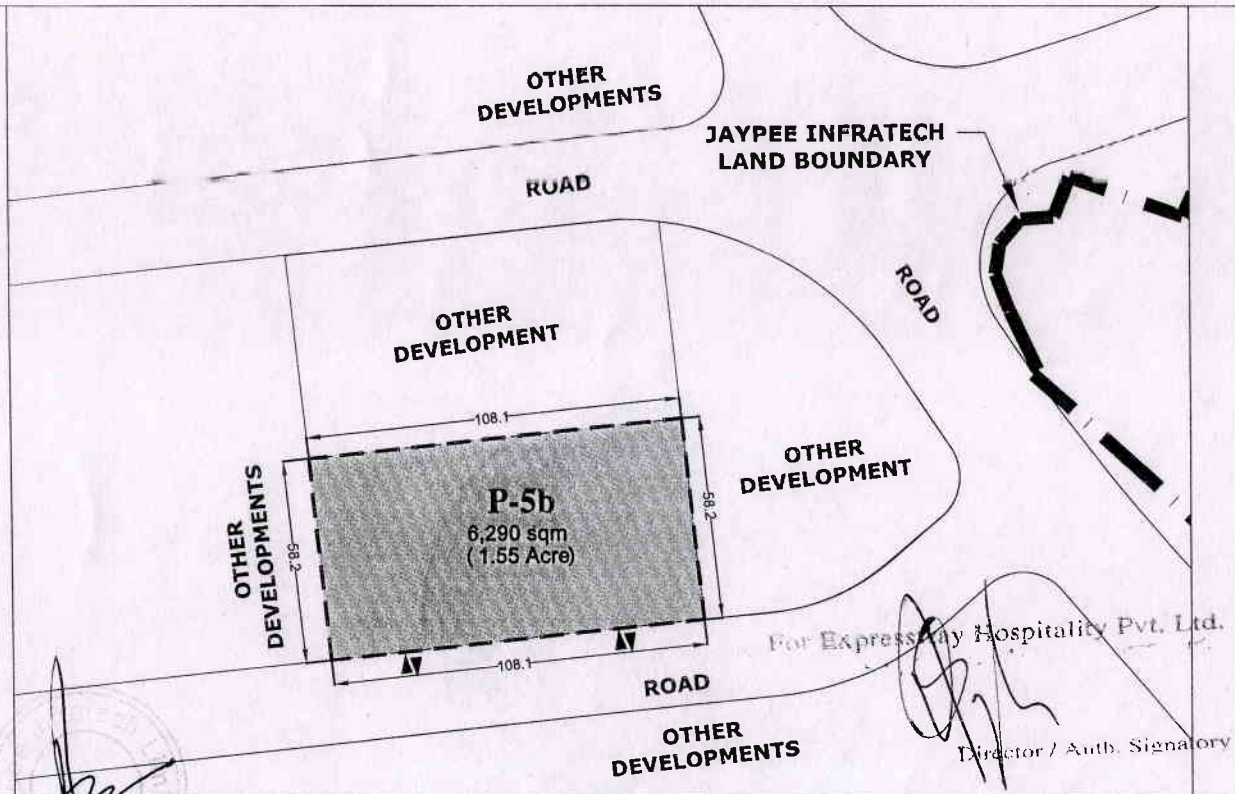 OTHER
DEVELOPMENTS
JAYPEE INFRATECH
LAND BOUNDARY
ROAD
ROAD
OTHER
DEVELOPMENT
108.1
OTHER
DEVELOPMENT
OTHER
DEVELOPMENTS
58.2
P-5b
6,290 sqm
( 1.55 Acre)
58.2
For Expressway Hospitality Pvt. Ltd.
108.1
ROAD
OTHER
DEVELOPMENTS
Director / Auth. Signatory